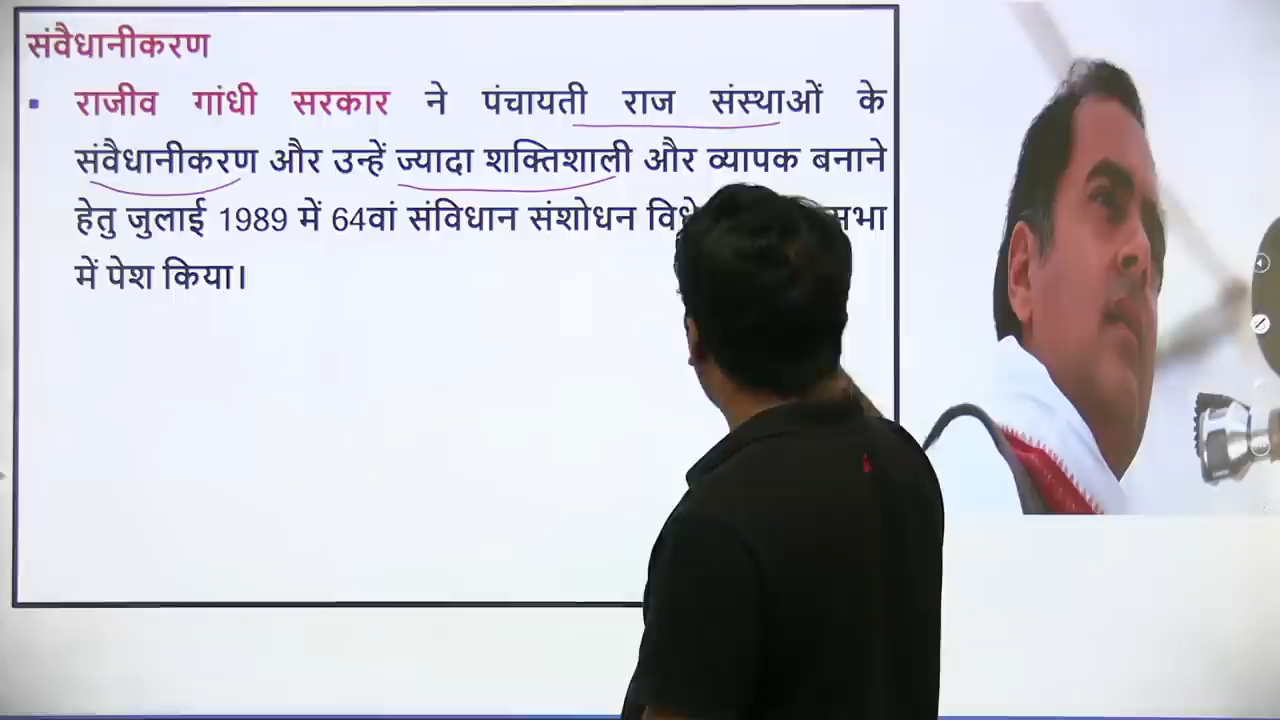 संवैधानीकरण
▪ राजीव गांधी सरकार ने पंचायती राज संस्थाओं के
संवैधानीकरण और उन्हें ज्यादा शक्तिशाली और व्यापक बनाने
हेतु जुलाई 1989 में 64वां संविधान संशोधन
में पेश किया।